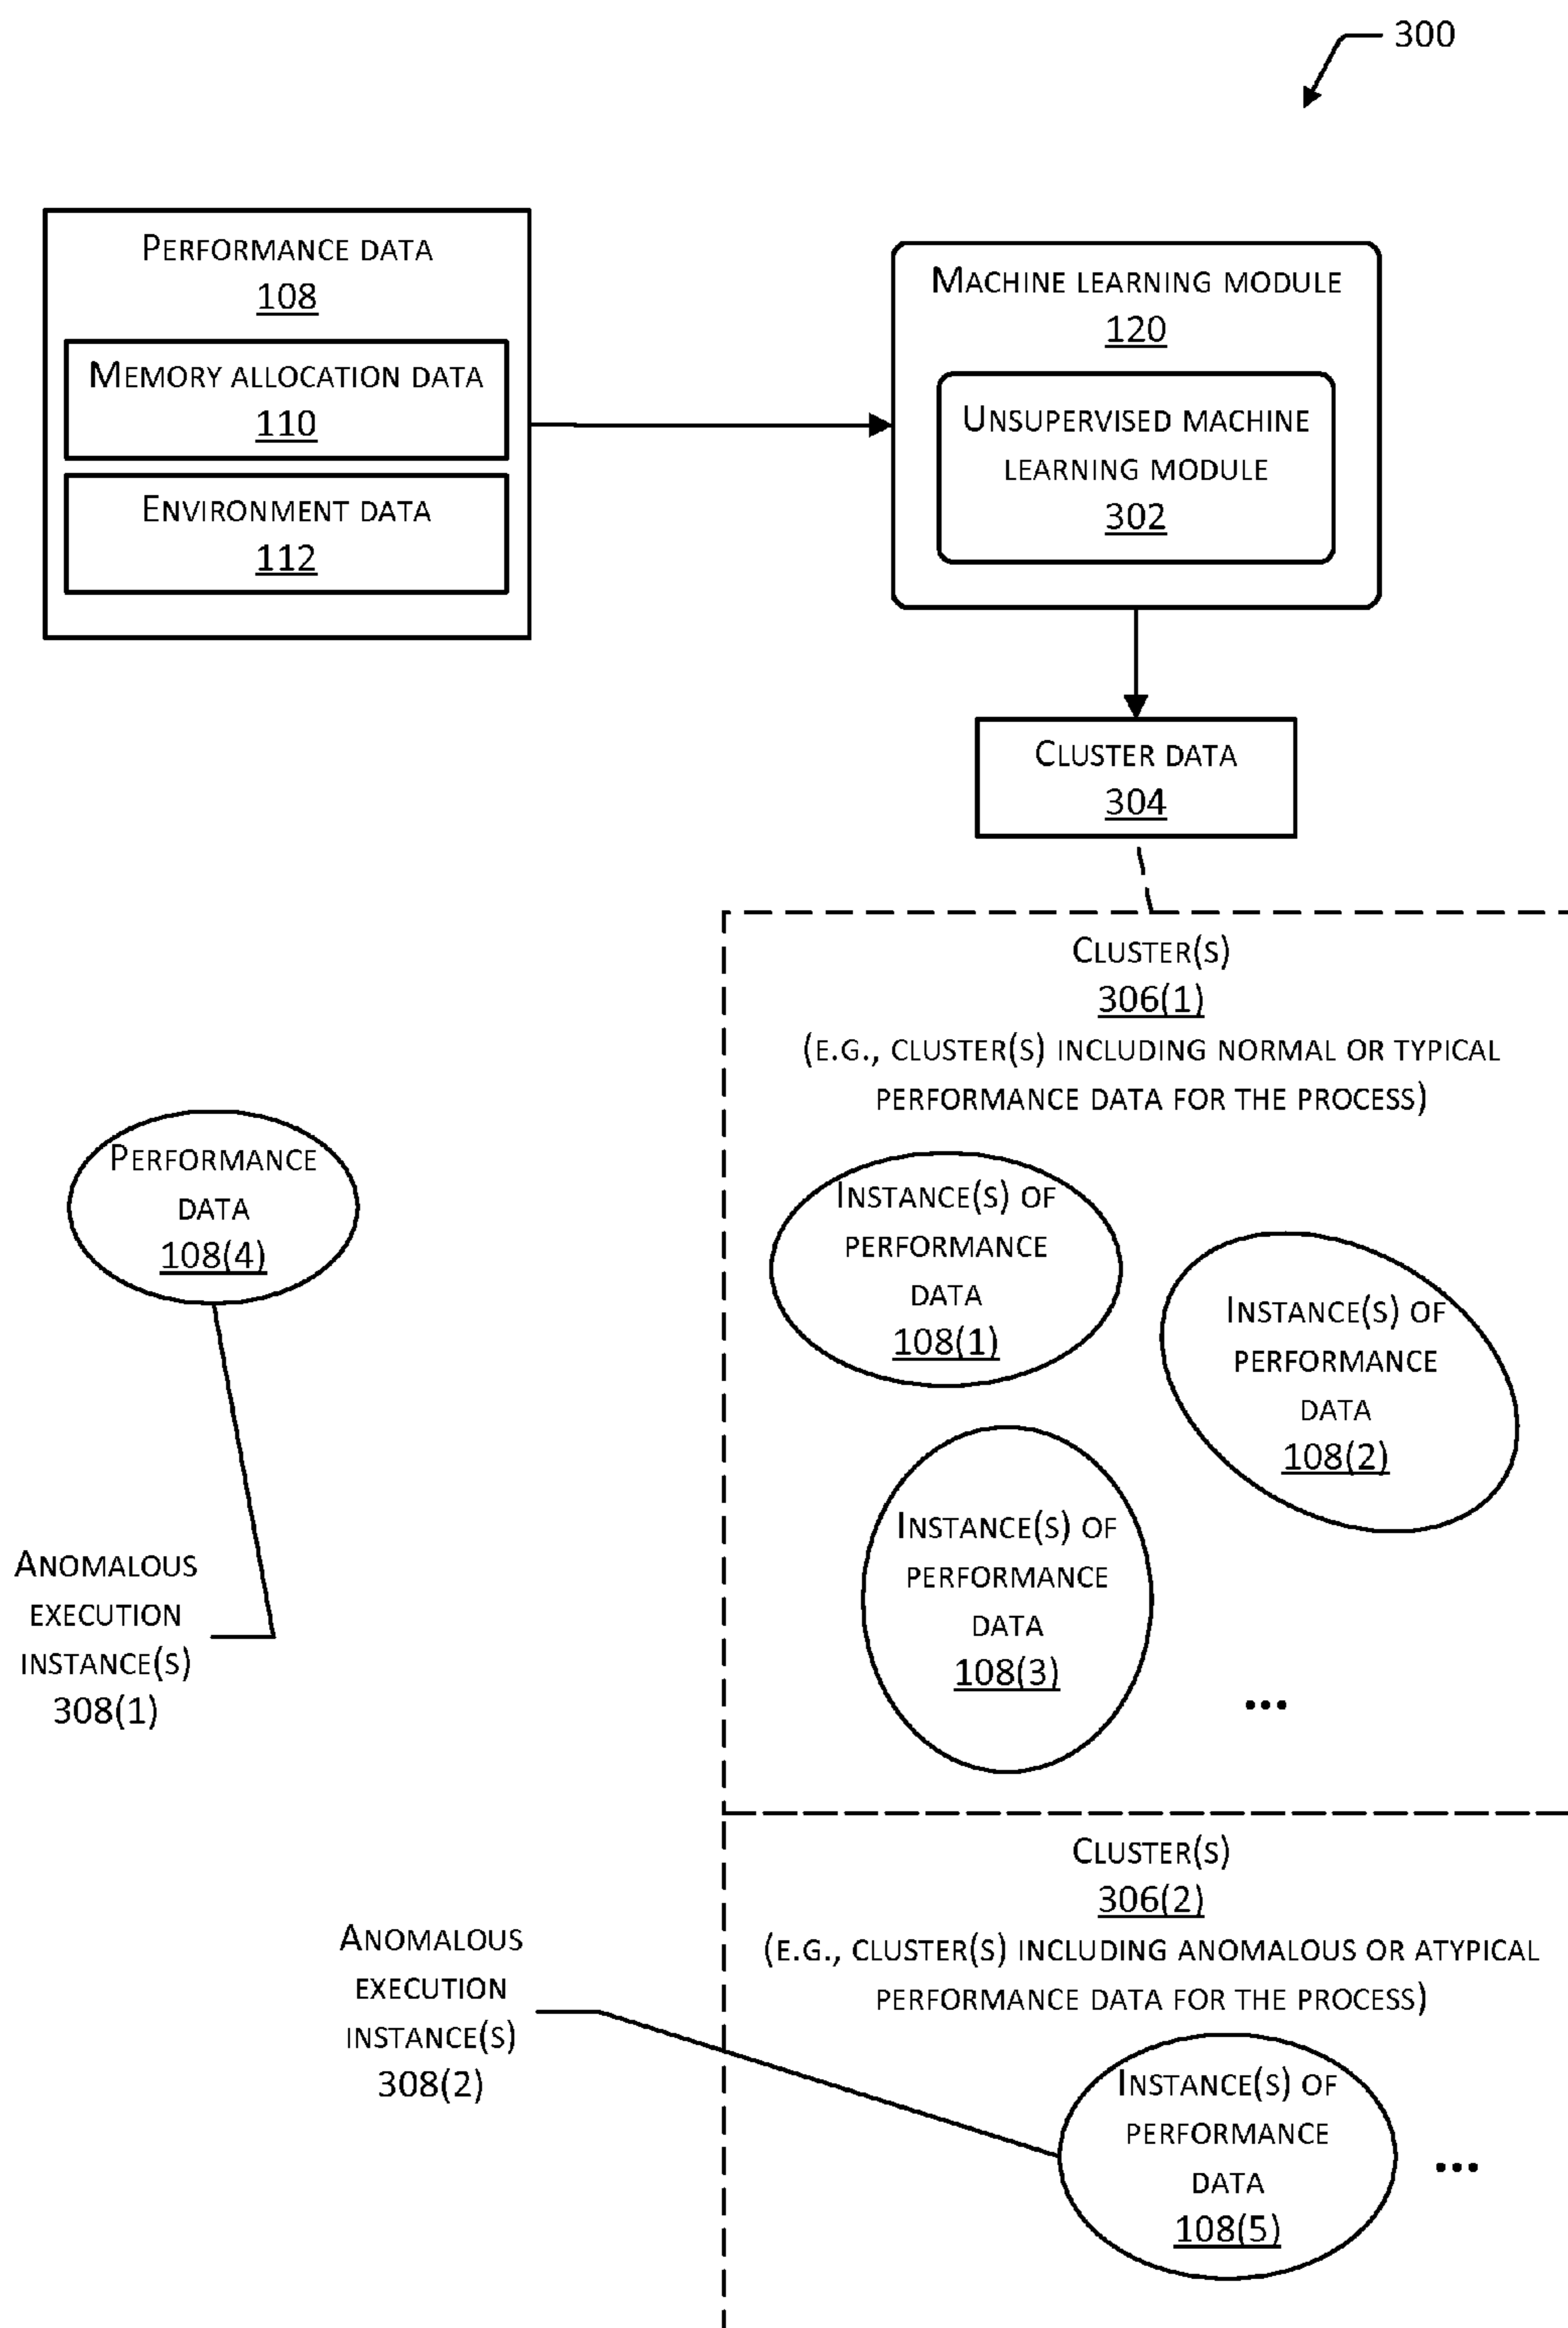 300
PERFORMANCE DATA
108
MEMORY ALLOCATION DATA
110
ENVIRONMENT DATA
112
MACHINE LEARNING MODULE
120
UNSUPERVISED MACHINE
LEARNING MODULE
302
CLUSTER DATA
304
CLUSTER(S)
306(1)
(E.G., CLUSTER(S) INCLUDING NORMAL OR TYPICAL
PERFORMANCE DATA FOR THE PROCESS)
PERFORMANCE
DATA
108(4)
INSTANCE(S) OF
PERFORMANCE
DATA
108(1)
INSTANCE(S) OF
PERFORMANCE
DATA
108(2)
INSTANCE(S) OF
PERFORMANCE
DATA
108(3)
...
ANOMALOUS
EXECUTION
INSTANCE(S)
308(1)
CLUSTER(S)
306(2)
(E.G., CLUSTER(S) INCLUDING ANOMALOUS OR ATYPICAL
PERFORMANCE DATA FOR THE PROCESS)
ANOMALOUS
EXECUTION
INSTANCE(S)
308(2)
INSTANCE(S) OF
PERFORMANCE
DATA
108(5)
...